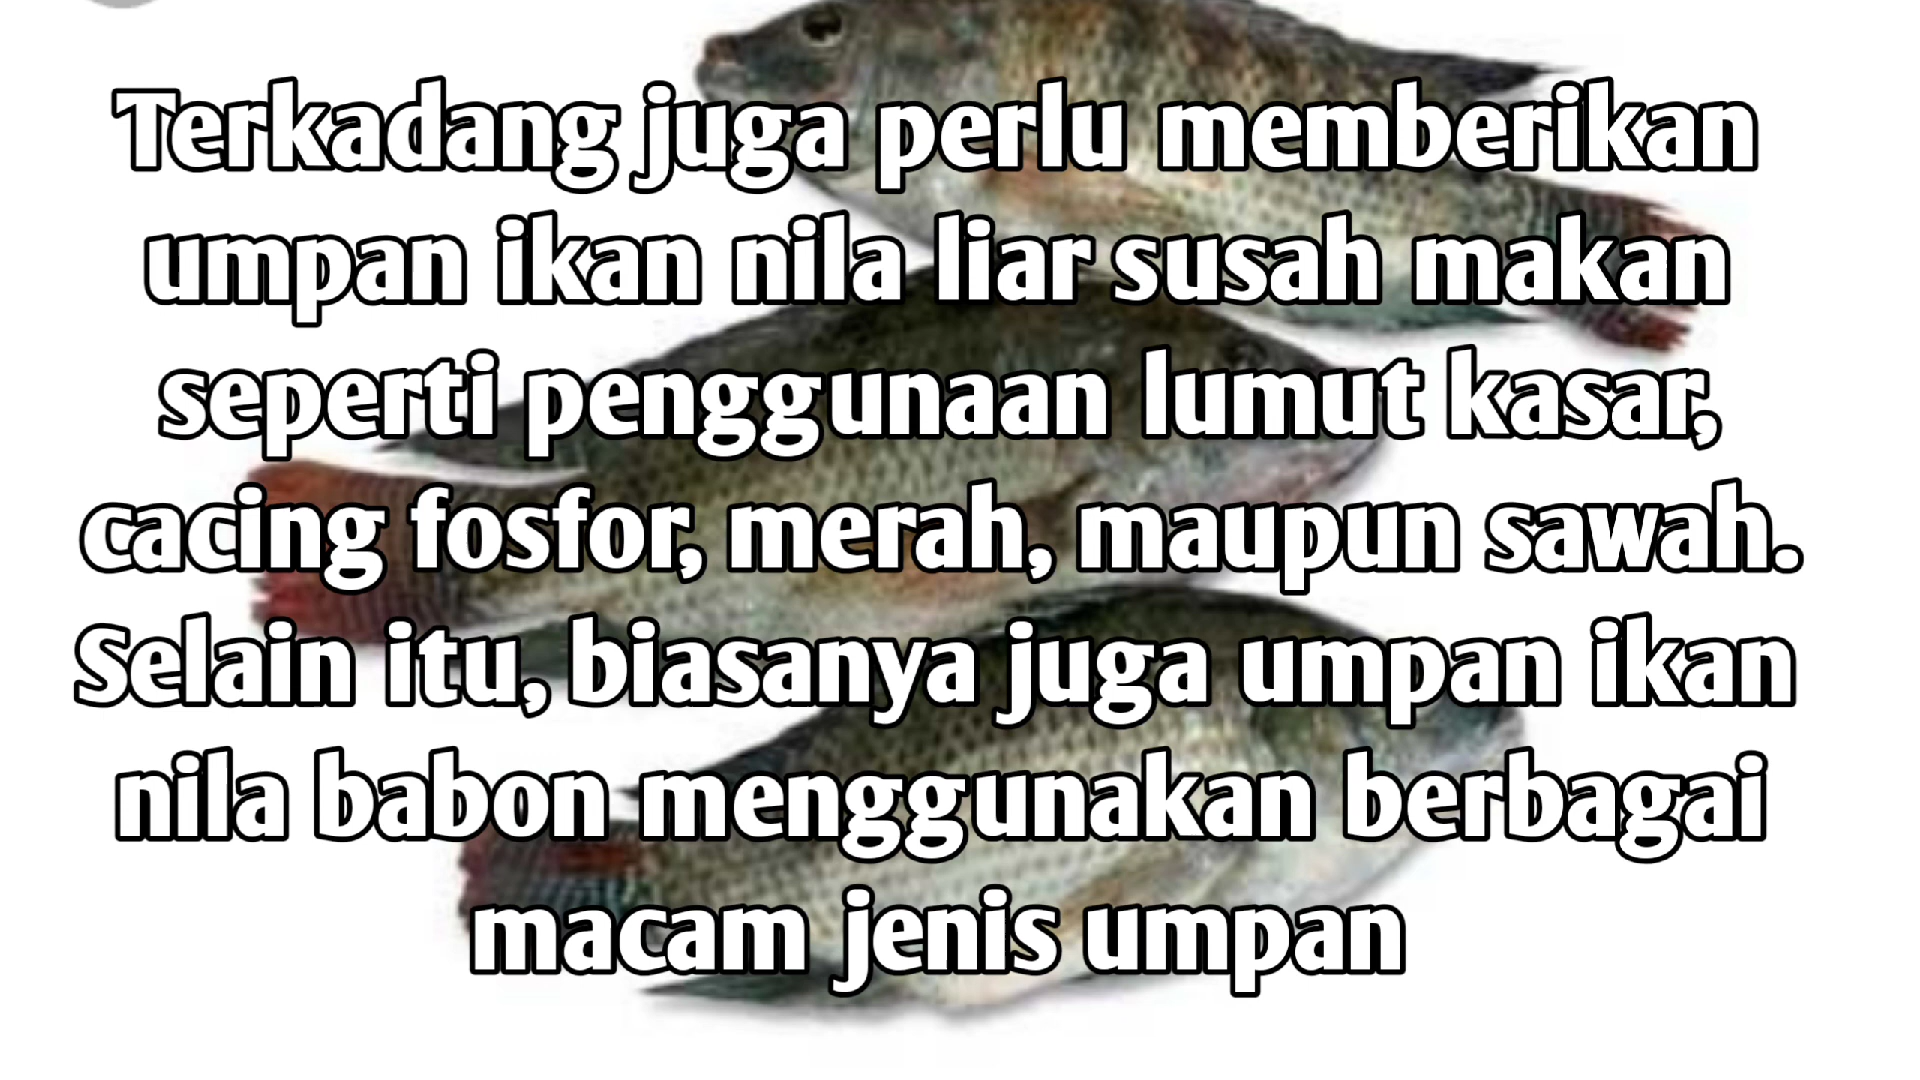 Terkadang juga perlu memberikan
umpan ikan nila liar susah makan
seperti penggunaan lumut kasar,
cacing fosfor, merah, maupun sawah.
Selain itu, biasanya juga umpan ikan
nila babon menggunakan berbagai
macam jenis umpan